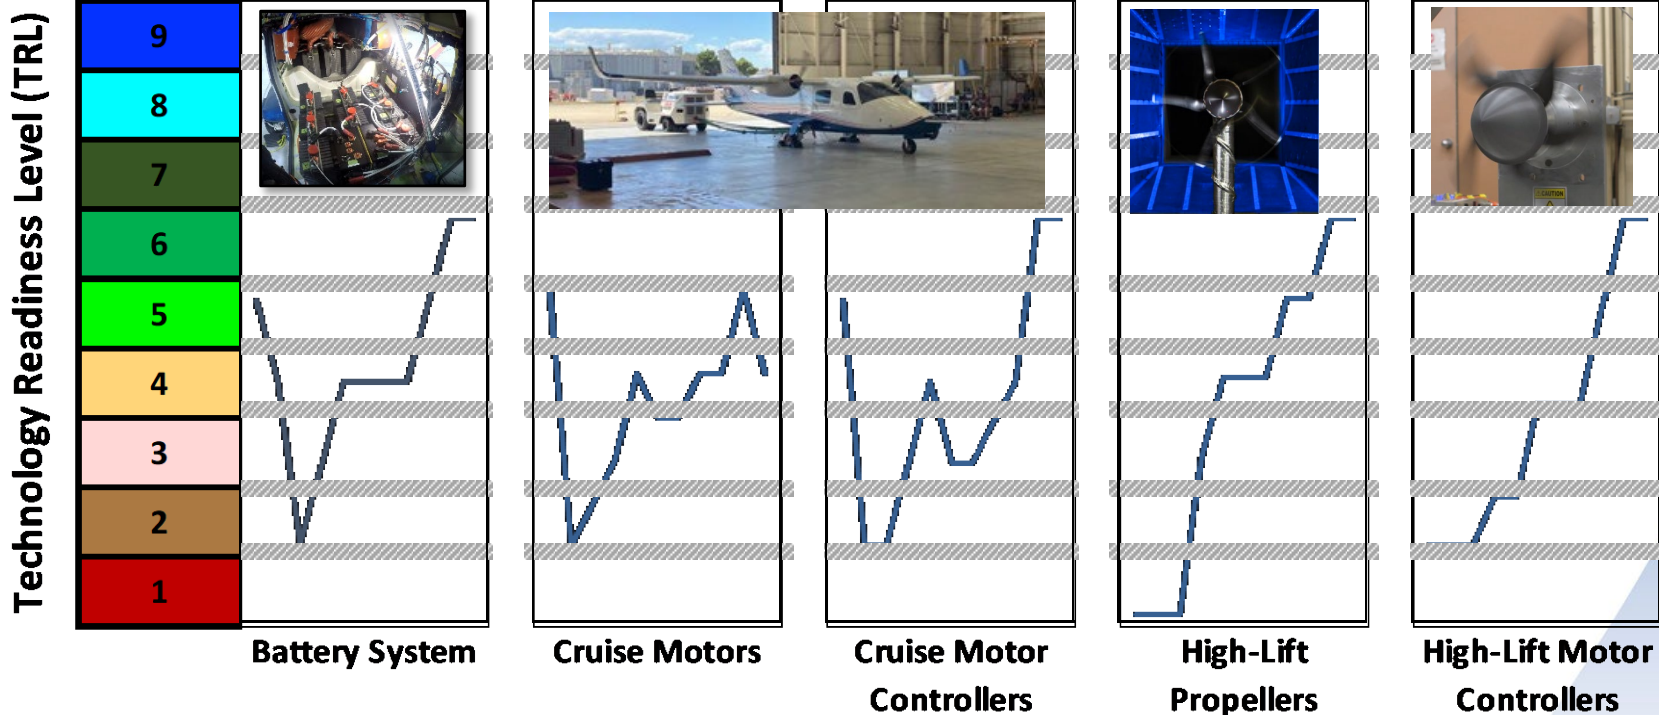 Technology Readiness Level (TRL)
9
8
7
6
5
4
3
2
1
Battery System
Cruise Motors
Cruise Motor
Controllers
High-Lift
Propellers
High-Lift Motor
Controllers
CAUTION